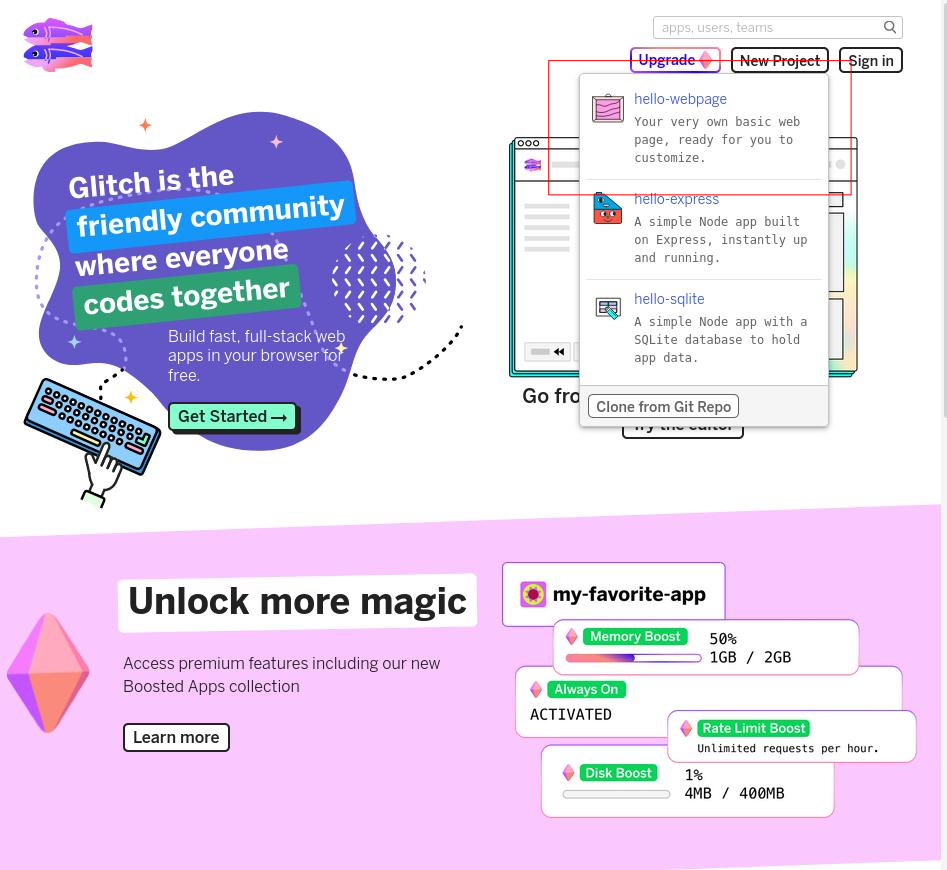 apps, users, teams
Upgrade
New Project
Sign in
hello-webpage
Your very own basic web
page, ready for you to
customize.
hello-express
A simple Node app built
on Express, instantly up
and running.
hello-sqlite
A simple Node app with a
SQLite database to hold
app data.
Clone from Git Repo
Glitch is the
friendly community
where everyone
codes together
Build fast, full-stack web
apps in your browser for
free.
Get Started →
Go fro
Try the editor
Unlock more magic
Access premium features including our new
Boosted Apps collection
Learn more
my-favorite-app
Memory Boost
50%
1GB / 2GB
Always On
ACTIVATED
Rate Limit Boost
Unlimited requests per hour.
Disk Boost
1%
4MB / 400MB